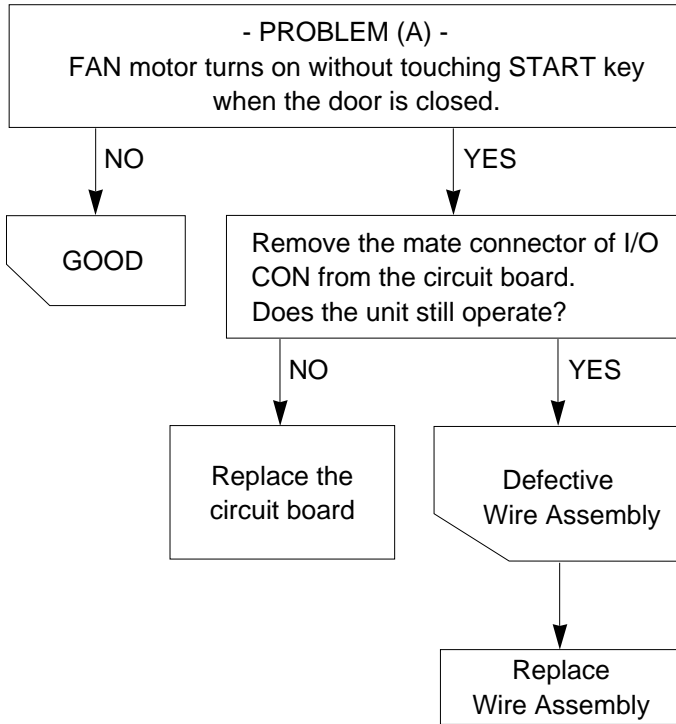 - PROBLEM (A) -
FAN motor turns on without touching START key
when the door is closed.
NO
YES
GOOD
Remove the mate connector of I/O
CON from the circuit board.
Does the unit still operate?
NO
YES
Replace the
circuit board
Defective
Wire Assembly
Replace
Wire Assembly